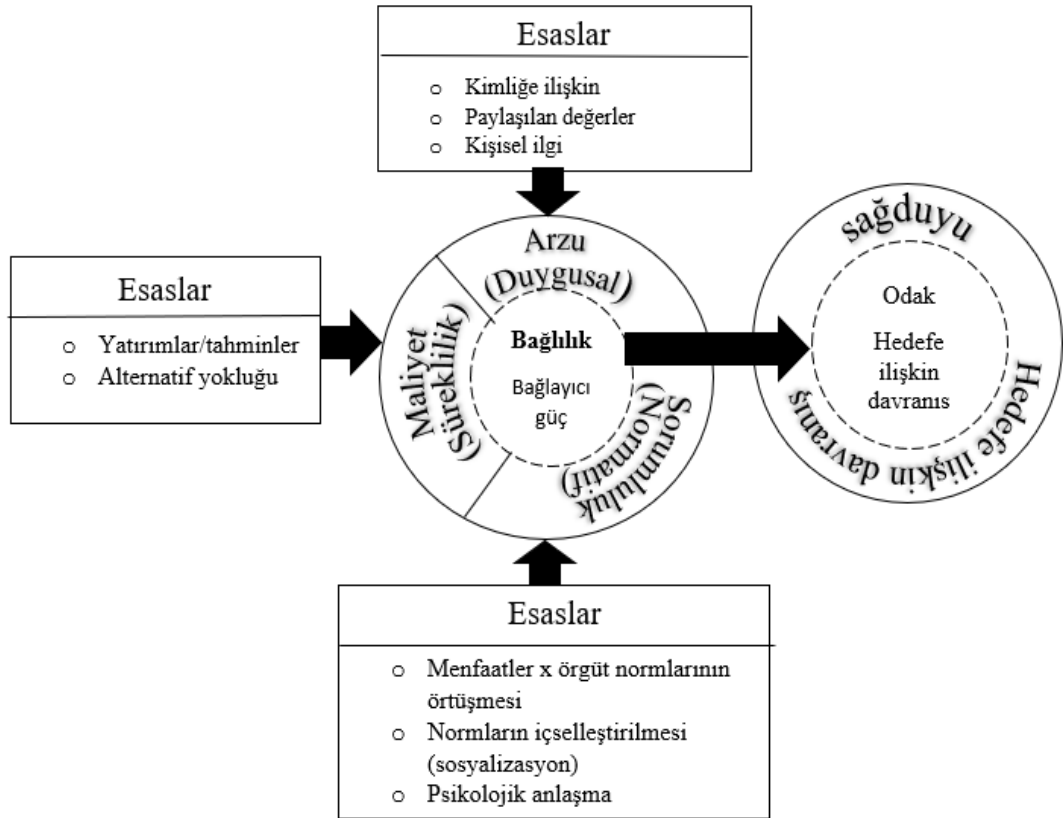 Esaslar
Kimliğe ilişkin
Paylaşılan değerler
Kişisel ilgi
Esaslar
Yatırımlar/tahminler
Alternatif yokluğu
Arzu
(Duygusal)
Maliyet
(Süreklilik)
Sorumluluk
(Normatif)
Bağlılık
Bağlayıcı
güç
sağduyu
Odak
Hedefe
ilişkin
davranıs
Hedefe ilişkin davranış
Esaslar
Menfaatler x örgüt normlarının
örtüşmesi
Normların içselleştirilmesi
(sosyalizasyon)
Psikolojik anlaşma